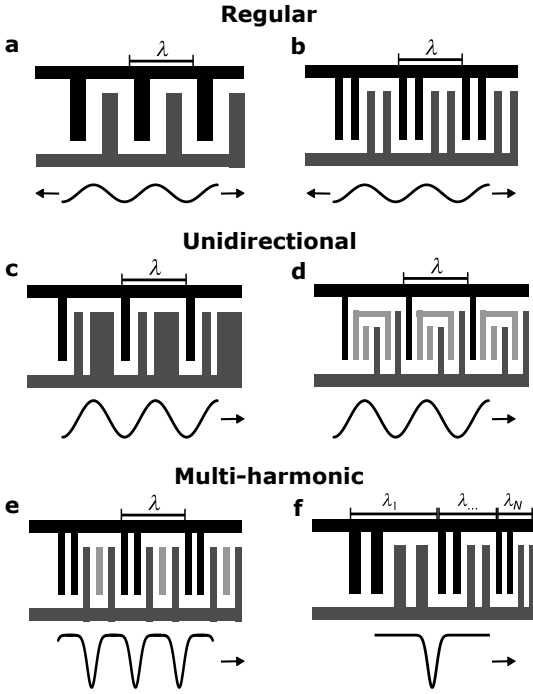 Regular
a
λ
b
λ
Unidirectional
c
λ
d
λ
Multi-harmonic
e
λ
f
λ₁
λ...
λN